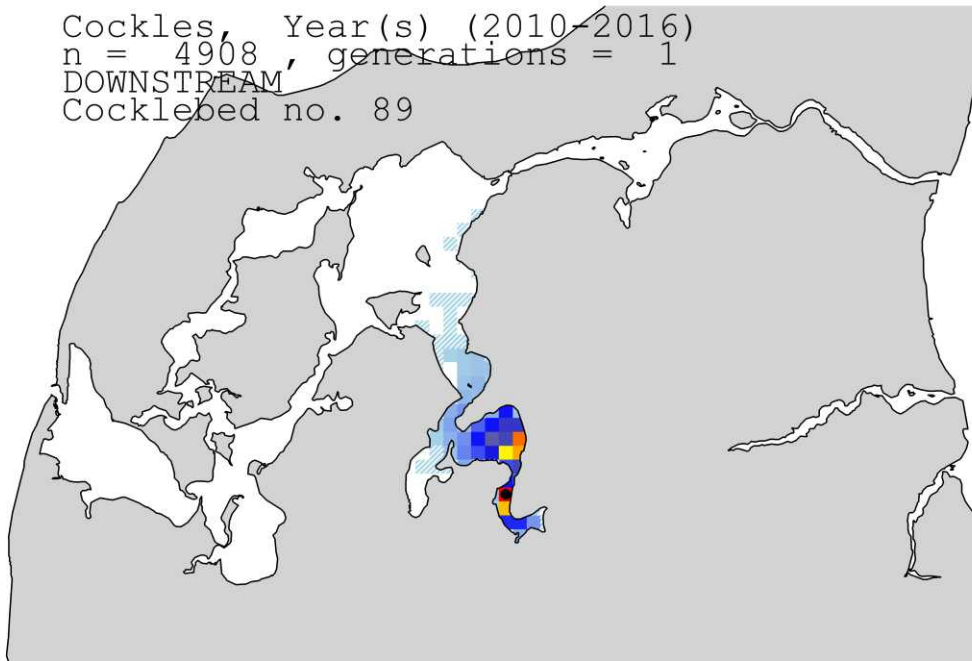 Cockles, Year(s) (2010-2016)
n = 4908 , generations = 1
DOWNSTREAM
Cocklebed no. 89